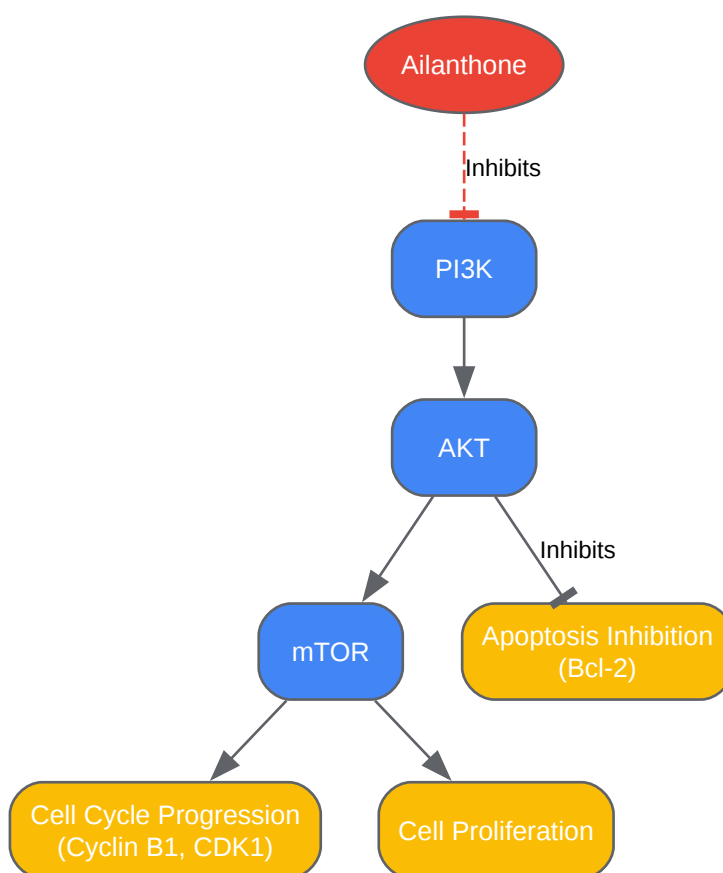 Ailanthone
Inhibits
PI3K
AKT
Inhibits
mTOR
Apoptosis Inhibition
(Bcl-2)
Cell Cycle Progression
(Cyclin B1, CDK1)
Cell Proliferation